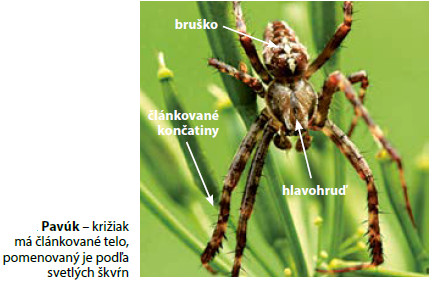 bruško
článkované
končatiny
hlavohruď
. Pavúk – križiak
má článkované telo,
pomenovaný je podľa
svetlých škvŕn